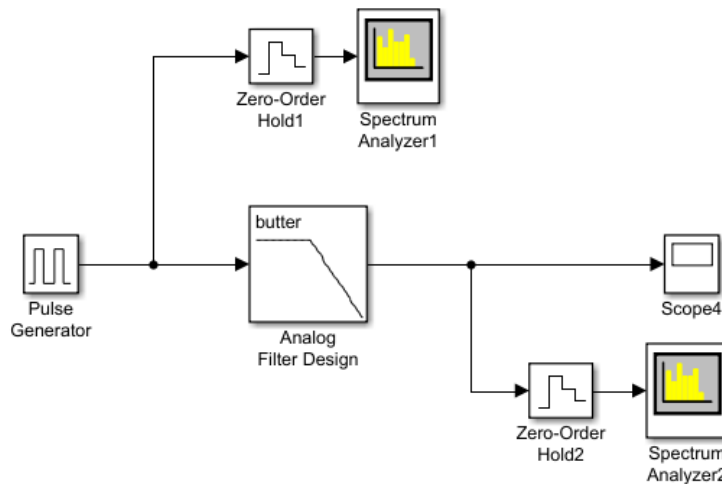 Zero-Order
Hold1
Spectrum
Analyzer1
butter
Pulse
Generator
Analog
Filter Design
Scope4
Zero-Order
Hold2
Spectrum
Analyzer2